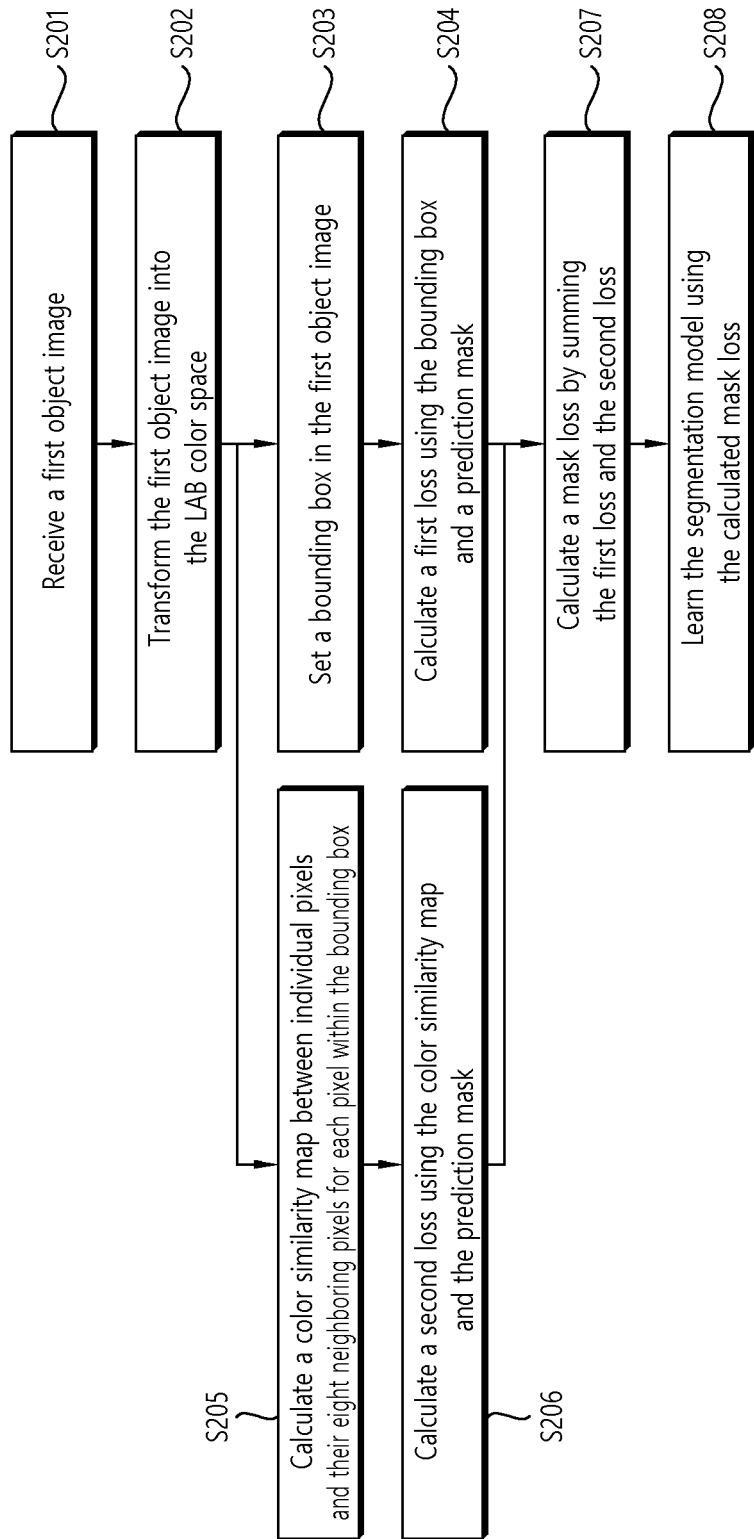 Receive a first object image
S201
Transform the first object image into
the LAB color space
S202
Set a bounding box in the first object image
S203
Calculate a first loss using the bounding box
and a prediction mask
S204
S205
Calculate a color similarity map between individual pixels
and their eight neighboring pixels for each pixel within the bounding box
Calculate a second loss using the color similarity map
and the prediction mask
S206
Calculate a mask loss by summing
the first loss and the second loss
S207
Learn the segmentation model using
the calculated mask loss
S208